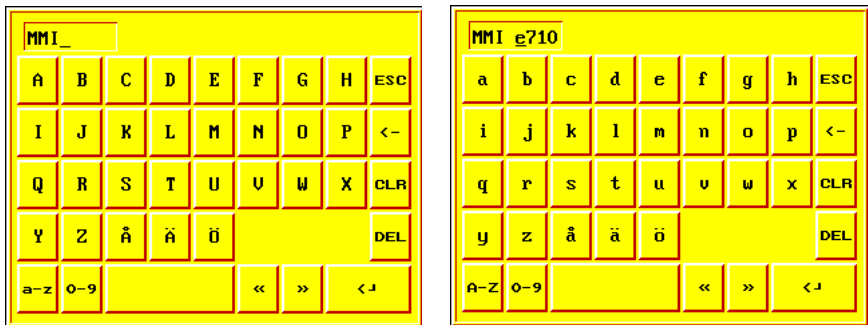 MMI_
A B C D E F G H ESC
I J K L M N O P <-
Q R S T U V W X CLR
Y Z Å Ä Ö DEL
a-z 0-9 « » ↵
MMI e710
a b c d e f g h ESC
i j k l m n o p <-
q r s t u v w x CLR
y z å ä ö DEL
A-Z 0-9 « » ↵